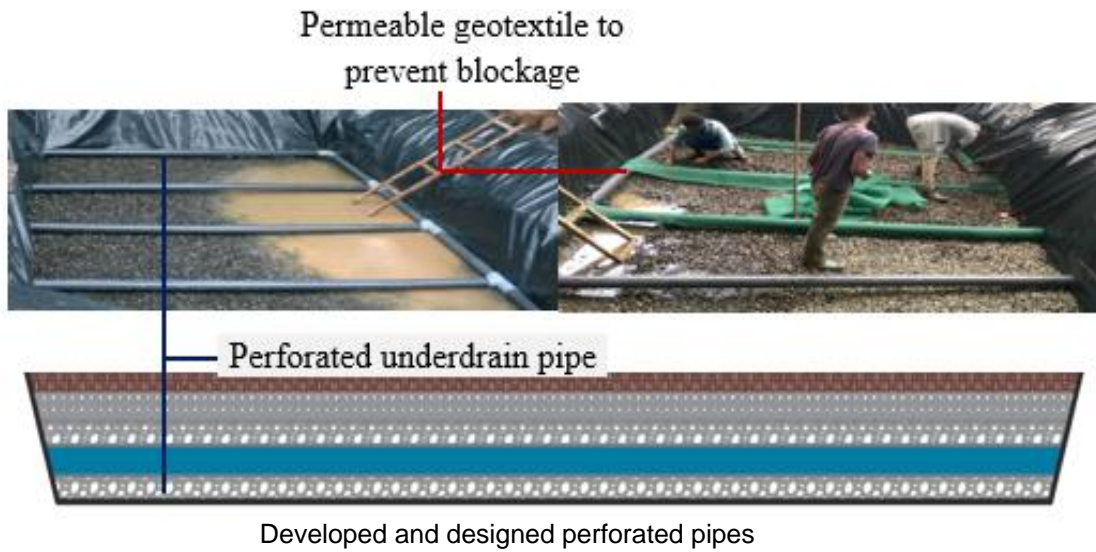 Permeable geotextile to
prevent blockage
Perforated underdrain pipe
Developed and designed perforated pipes